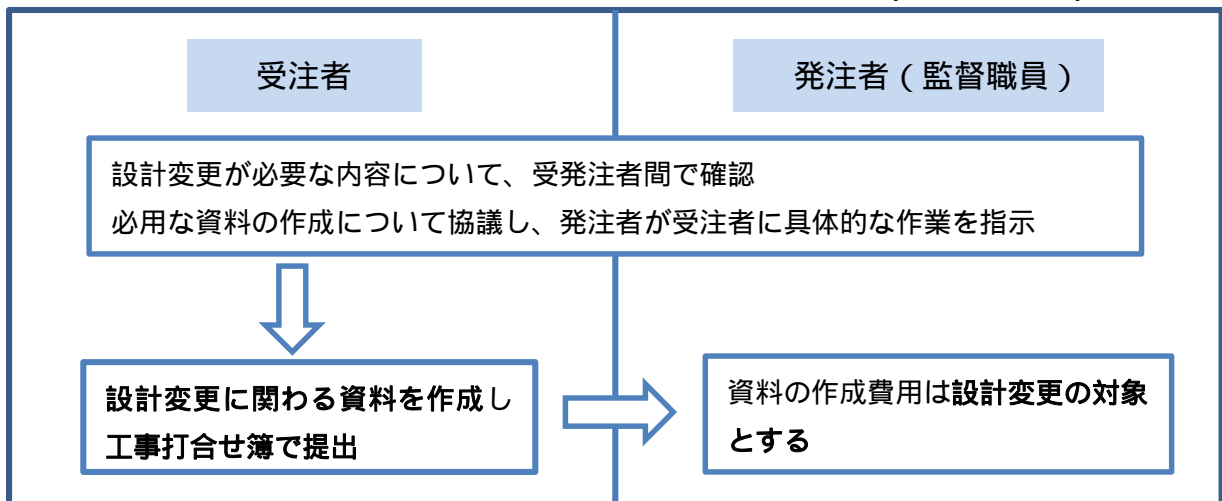 受注者
発注者（監督職員）
設計変更が必要な内容について、受発注者間で確認
必用な資料の作成について協議し、発注者が受注者に具体的な作業を指示
設計変更に関わる資料を作成し
工事打合せ簿で提出
資料の作成費用は設計変更の対象
とする